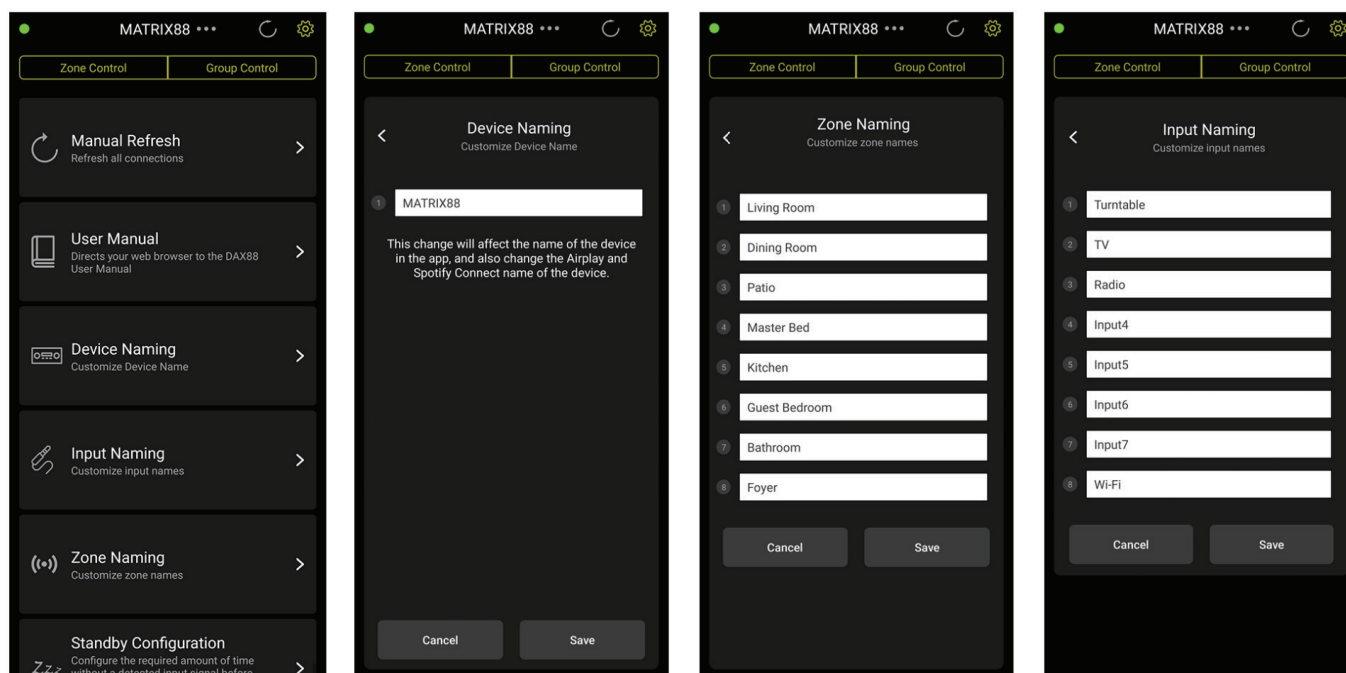 MATRIX88
Zone Control
Group Control
Manual Refresh
Refresh all connections
User Manual
Directs your web browser to the DAX88
User Manual
Device Naming
Customize Device Name
Input Naming
Customize input names
Zone Naming
Customize zone names
Standby Configuration
Configure the required amount of time
without a detected input signal before
MATRIX88
Zone Control
Group Control
Device Naming
Customize Device Name
1 MATRIX88
This change will affect the name of the device
in the app, and also change the Airplay and
Spotify Connect name of the device.
Cancel
Save
MATRIX88
Zone Control
Group Control
Zone Naming
Customize zone names
1 Living Room
2 Dining Room
3 Patio
4 Master Bed
5 Kitchen
6 Guest Bedroom
7 Bathroom
8 Foyer
Cancel
Save
MATRIX88
Zone Control
Group Control
Input Naming
Customize input names
1 Turntable
2 TV
3 Radio
4 Input4
5 Input5
6 Input6
7 Input7
8 Wi-Fi
Cancel
Save